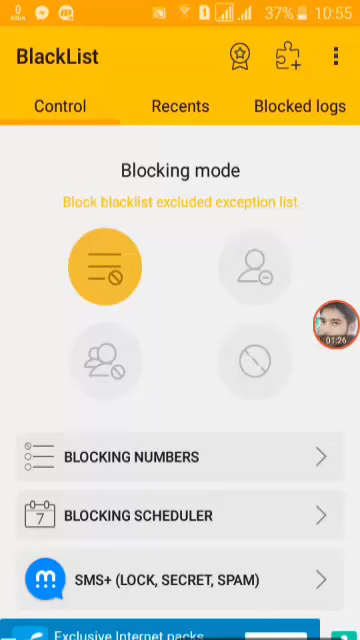 0
37% 10:55
BlackList
Control Recents Blocked logs
Blocking mode
Block blacklist excluded exception list
01:26
BLOCKING NUMBERS
7 BLOCKING SCHEDULER
m SMS+ (LOCK, SECRET, SPAM)
Exclusive Internet packs